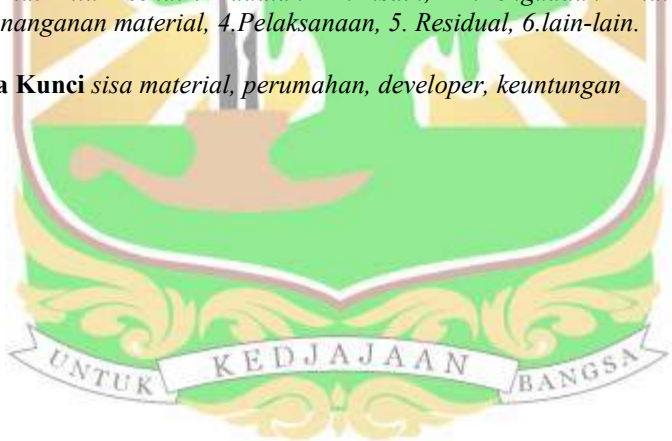 nanganan material, 4.Pelaksanaan, 5. Residual, 6.lain-lain.
a Kunci sisa material, perumahan, developer, keuntungan
UNTUK KEDJAJAAN BANGSA